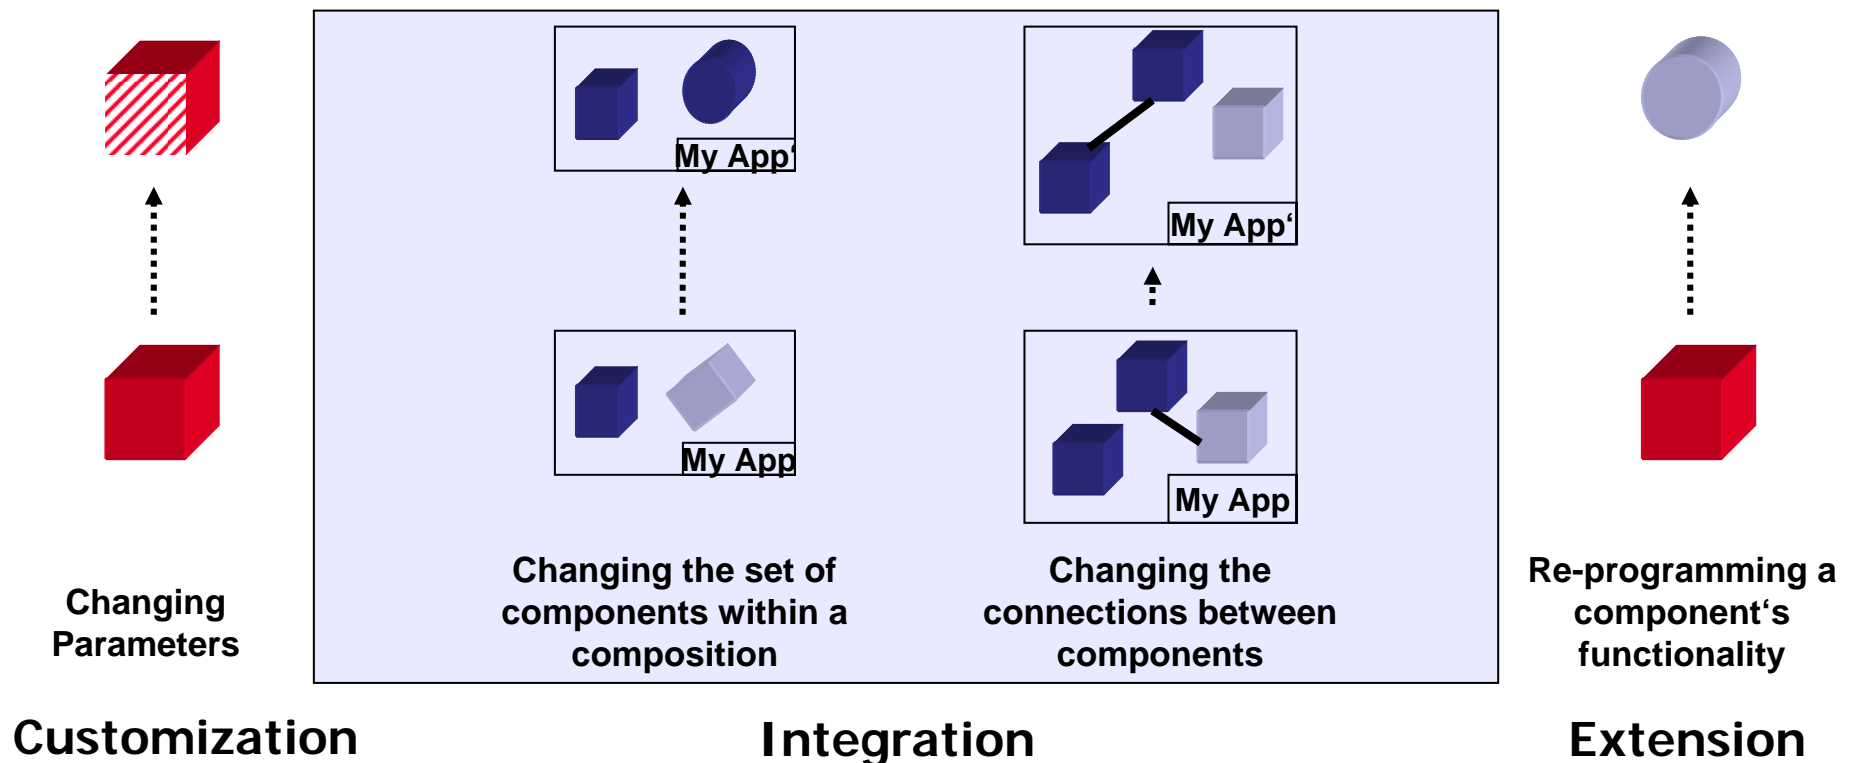 My App‘
My App‘
My App
My App
Changing
Parameters
Changing the set of
components within a
composition
Changing the
connections between
components
Re-programming a
component‘s
functionality
Customization
Integration
Extension